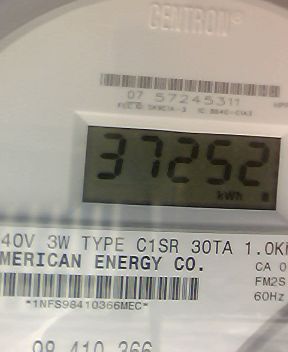 CENTRON®
07 57245311
37252
kWh
40V 3W TYPE C1SR 30TA 1.0K
MERICAN ENERGY CO.
CA 0
FM2S
60Hz
*1NFS98410366MEC*
98 410 366